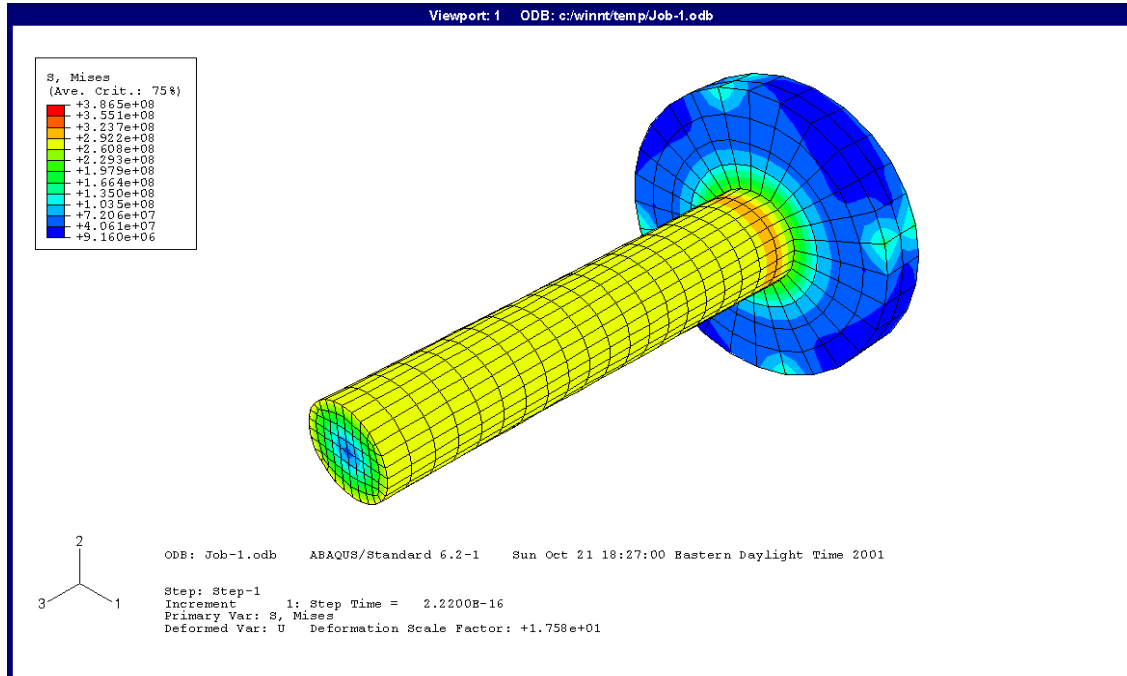 Viewport: 1 ODB: c:/winnt/temp/Job-1.odb
S, Mises
(Ave. Crit.: 75%)
+3.865e+08
+3.551e+08
+3.237e+08
+2.922e+08
+2.608e+08
+2.293e+08
+1.979e+08
+1.664e+08
+1.350e+08
+1.035e+08
+7.206e+07
+4.061e+07
+9.160e+06
2
3
1
ODB: Job-1.odb ABAQUS/Standard 6.2-1 Sun Oct 21 18:27:00 Eastern Daylight Time 2001
Step: Step-1
Increment 1: Step Time = 2.2200E-16
Primary Var: S, Mises
Deformed Var: U Deformation Scale Factor: +1.758e+01